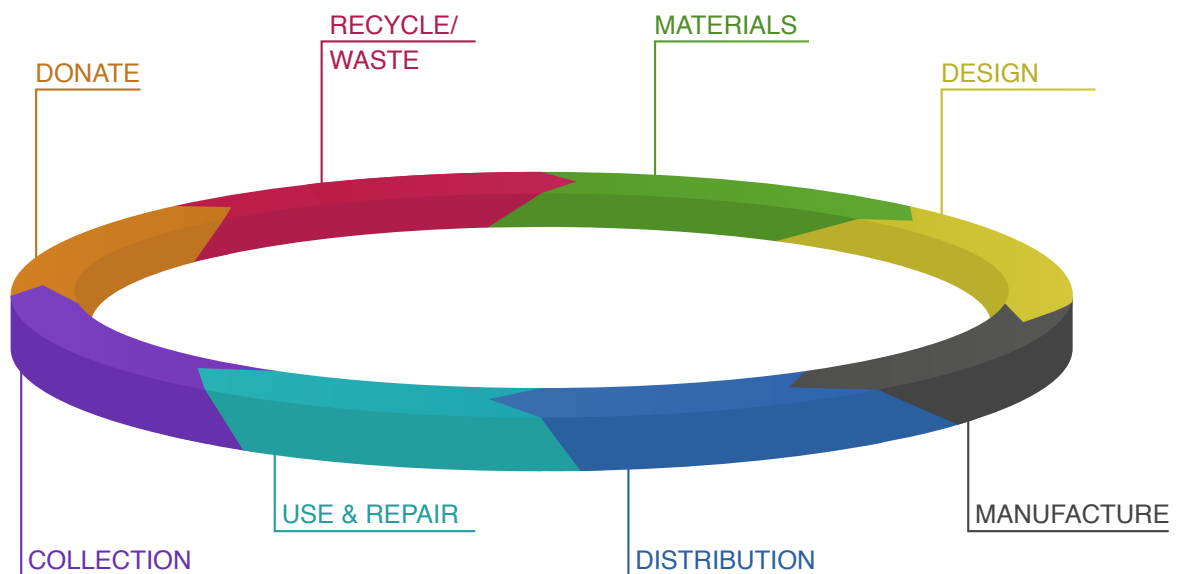 RECYCLE/
WASTE
MATERIALS
DONATE
DESIGN
USE & REPAIR
MANUFACTURE
COLLECTION
DISTRIBUTION